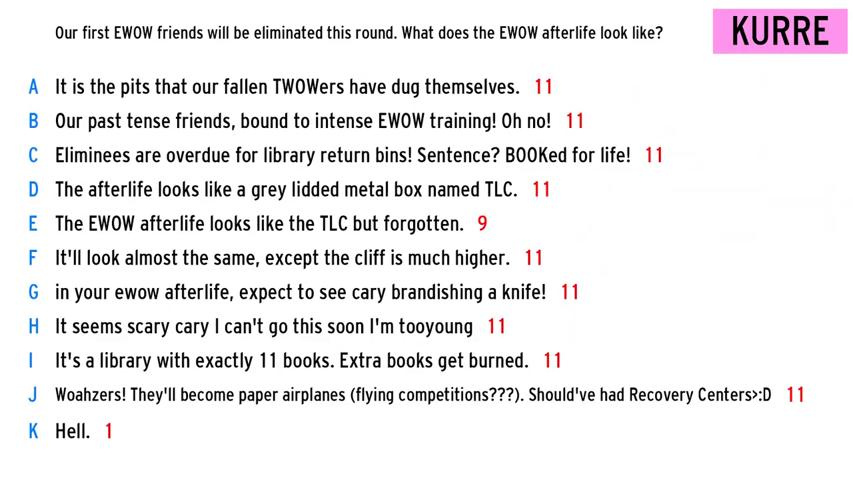 Our first EWOW friends will be eliminated this round. What does the EWOW afterlife look like?
KURRE
A It is the pits that our fallen TWOWers have dug themselves. 11
B Our past tense friends, bound to intense EWOW training! Oh no! 11
C Eliminees are overdue for library return bins! Sentence? BOOKed for life! 11
D The afterlife looks like a grey lidded metal box named TLC. 11
E The EWOW afterlife looks like the TLC but forgotten. 9
F It'll look almost the same, except the cliff is much higher. 11
G in your ewow afterlife, expect to see cary brandishing a knife! 11
H It seems scary cary I can't go this soon I'm tooyoung 11
I It's a library with exactly 11 books. Extra books get burned. 11
J Woahzers! They'll become paper airplanes (flying competitions???). Should've had Recovery Centers>:D 11
K Hell. 1